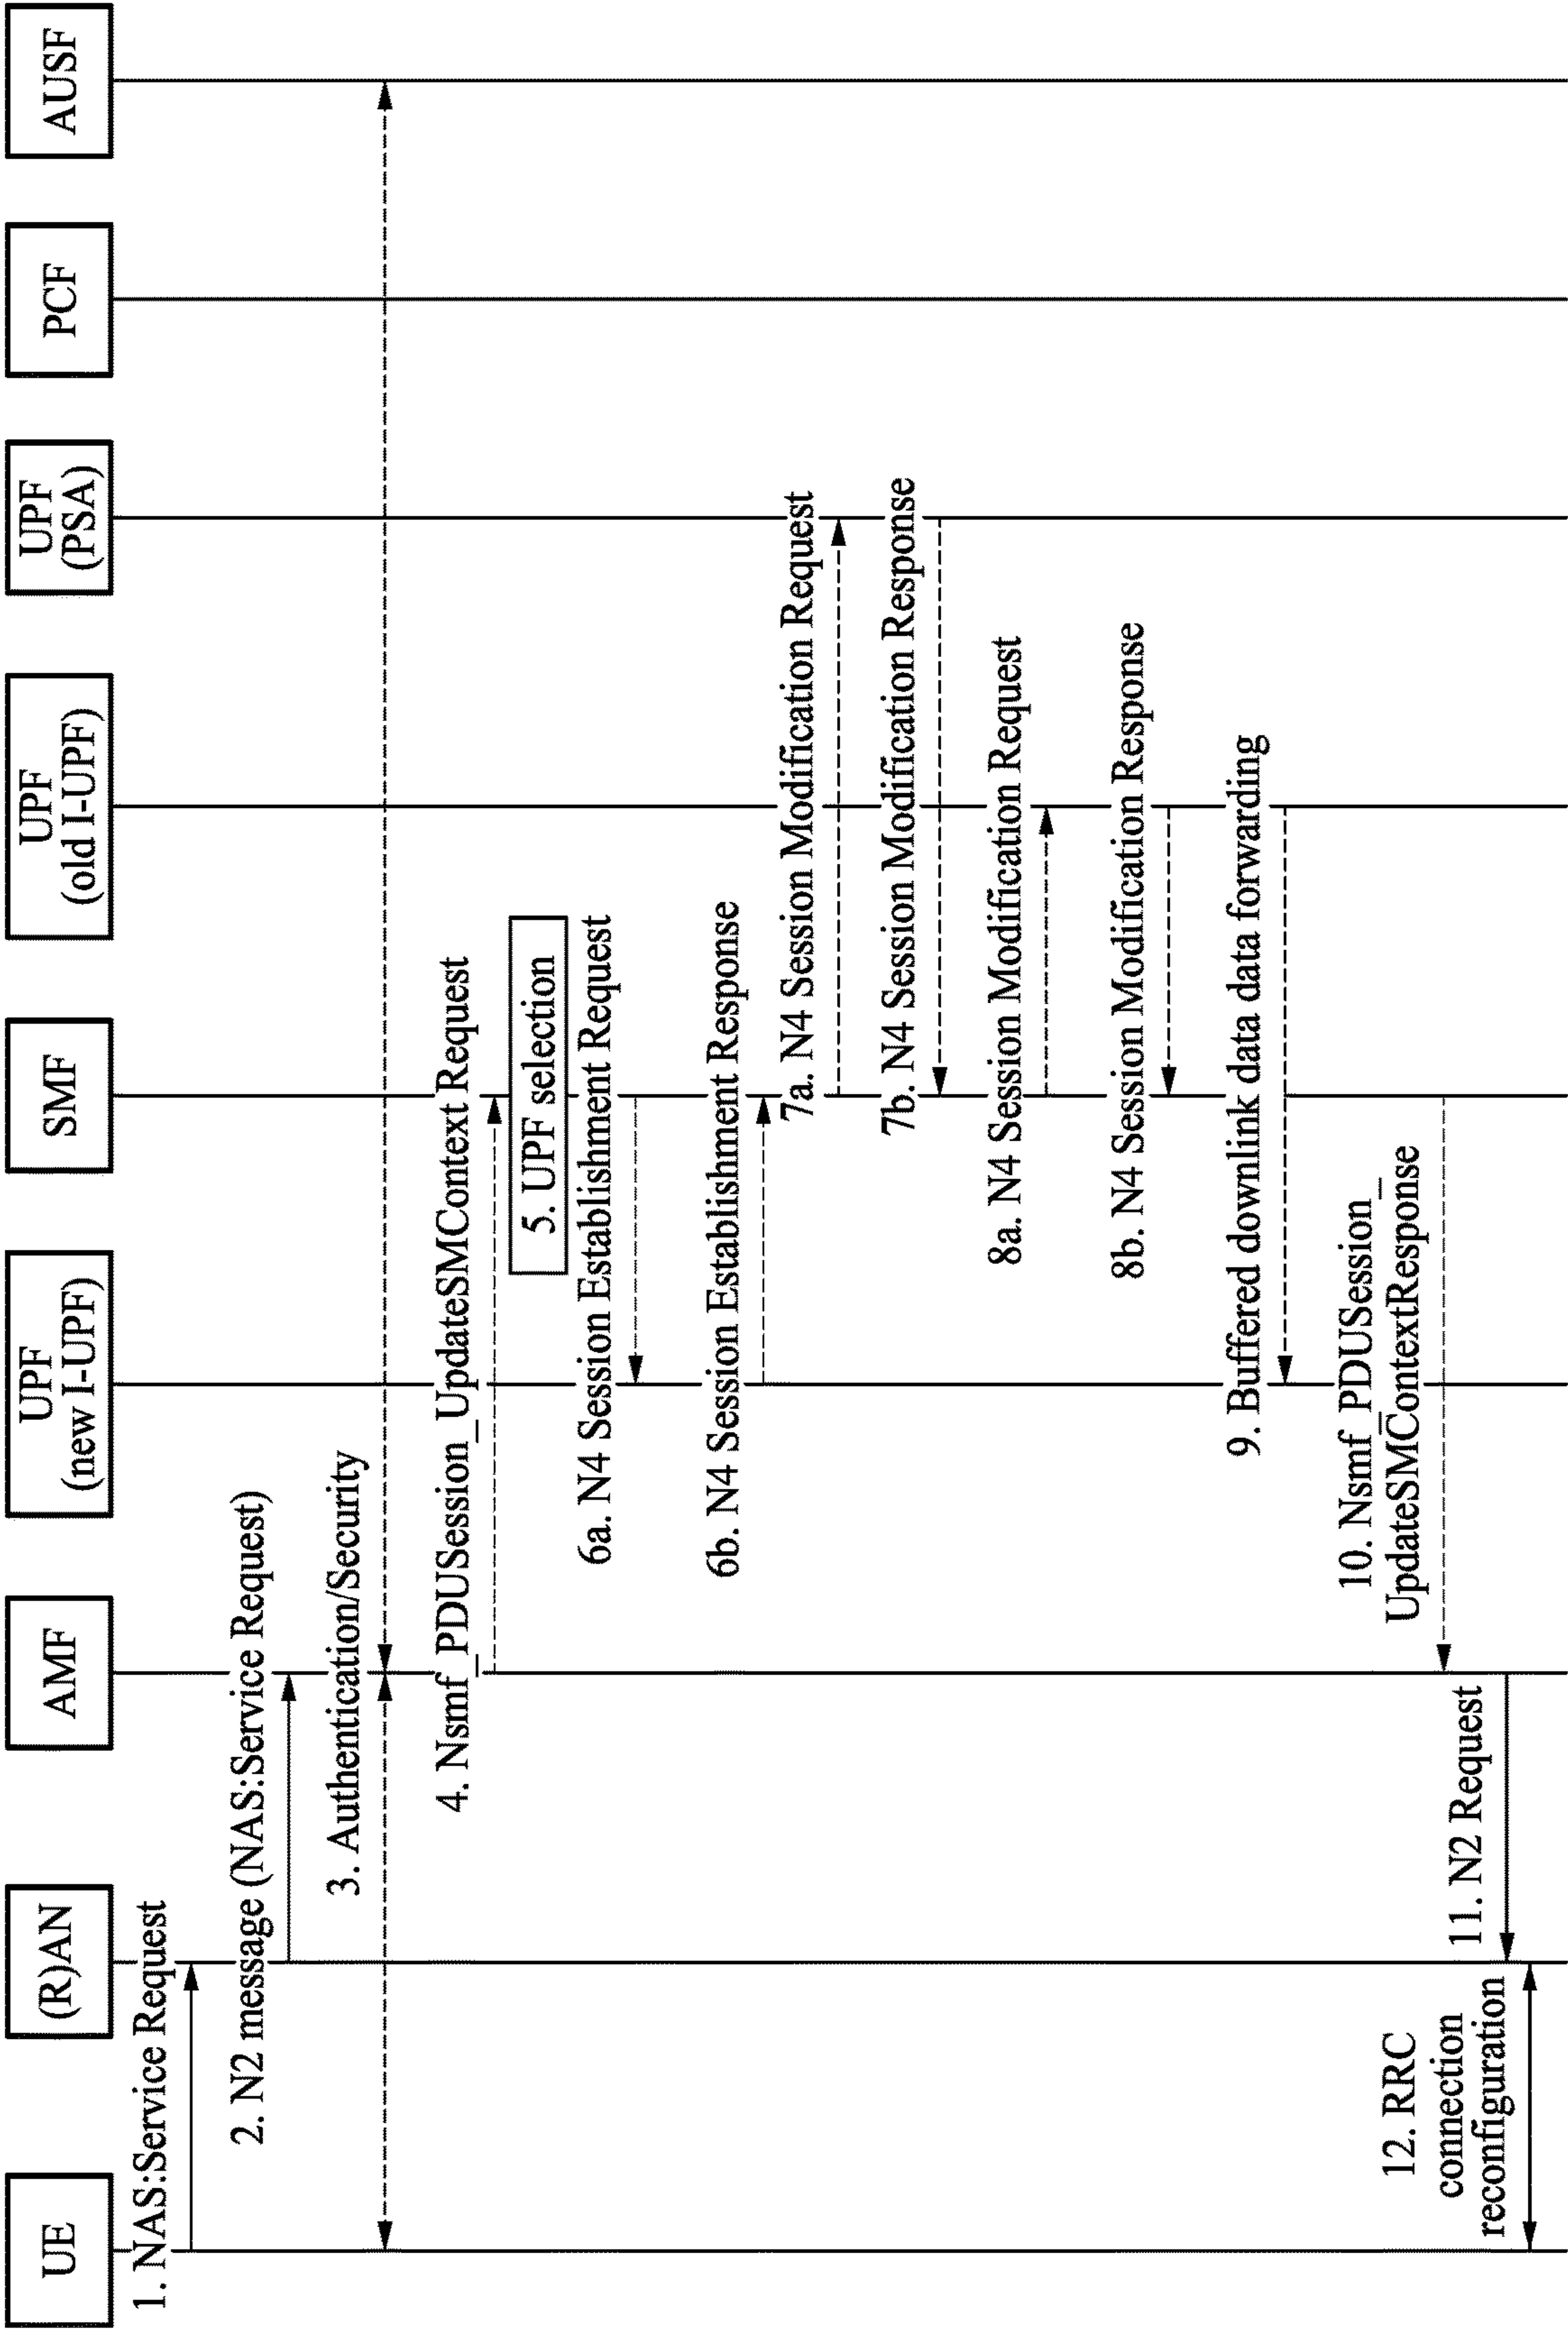 UE
(R)AN
AMF
UPF
(new I-UPF)
SMF
UPF
(old I-UPF)
UPF
(PSA)
PCF
AUSF
1. NAS:Service Request
2. N2 message (NAS:Service Request)
3. Authentication/Security
4. Nsmf_PDUSession_UpdateSMContext Request
5. UPF selection
6a. N4 Session Establishment Request
6b. N4 Session Establishment Response
7a. N4 Session Modification Request
7b. N4 Session Modification Response
8a. N4 Session Modification Request
8b. N4 Session Modification Response
9. Buffered downlink data data forwarding
10. Nsmf_PDUSession_
UpdateSMContextResponse
11. N2 Request
12. RRC
connection
reconfiguration